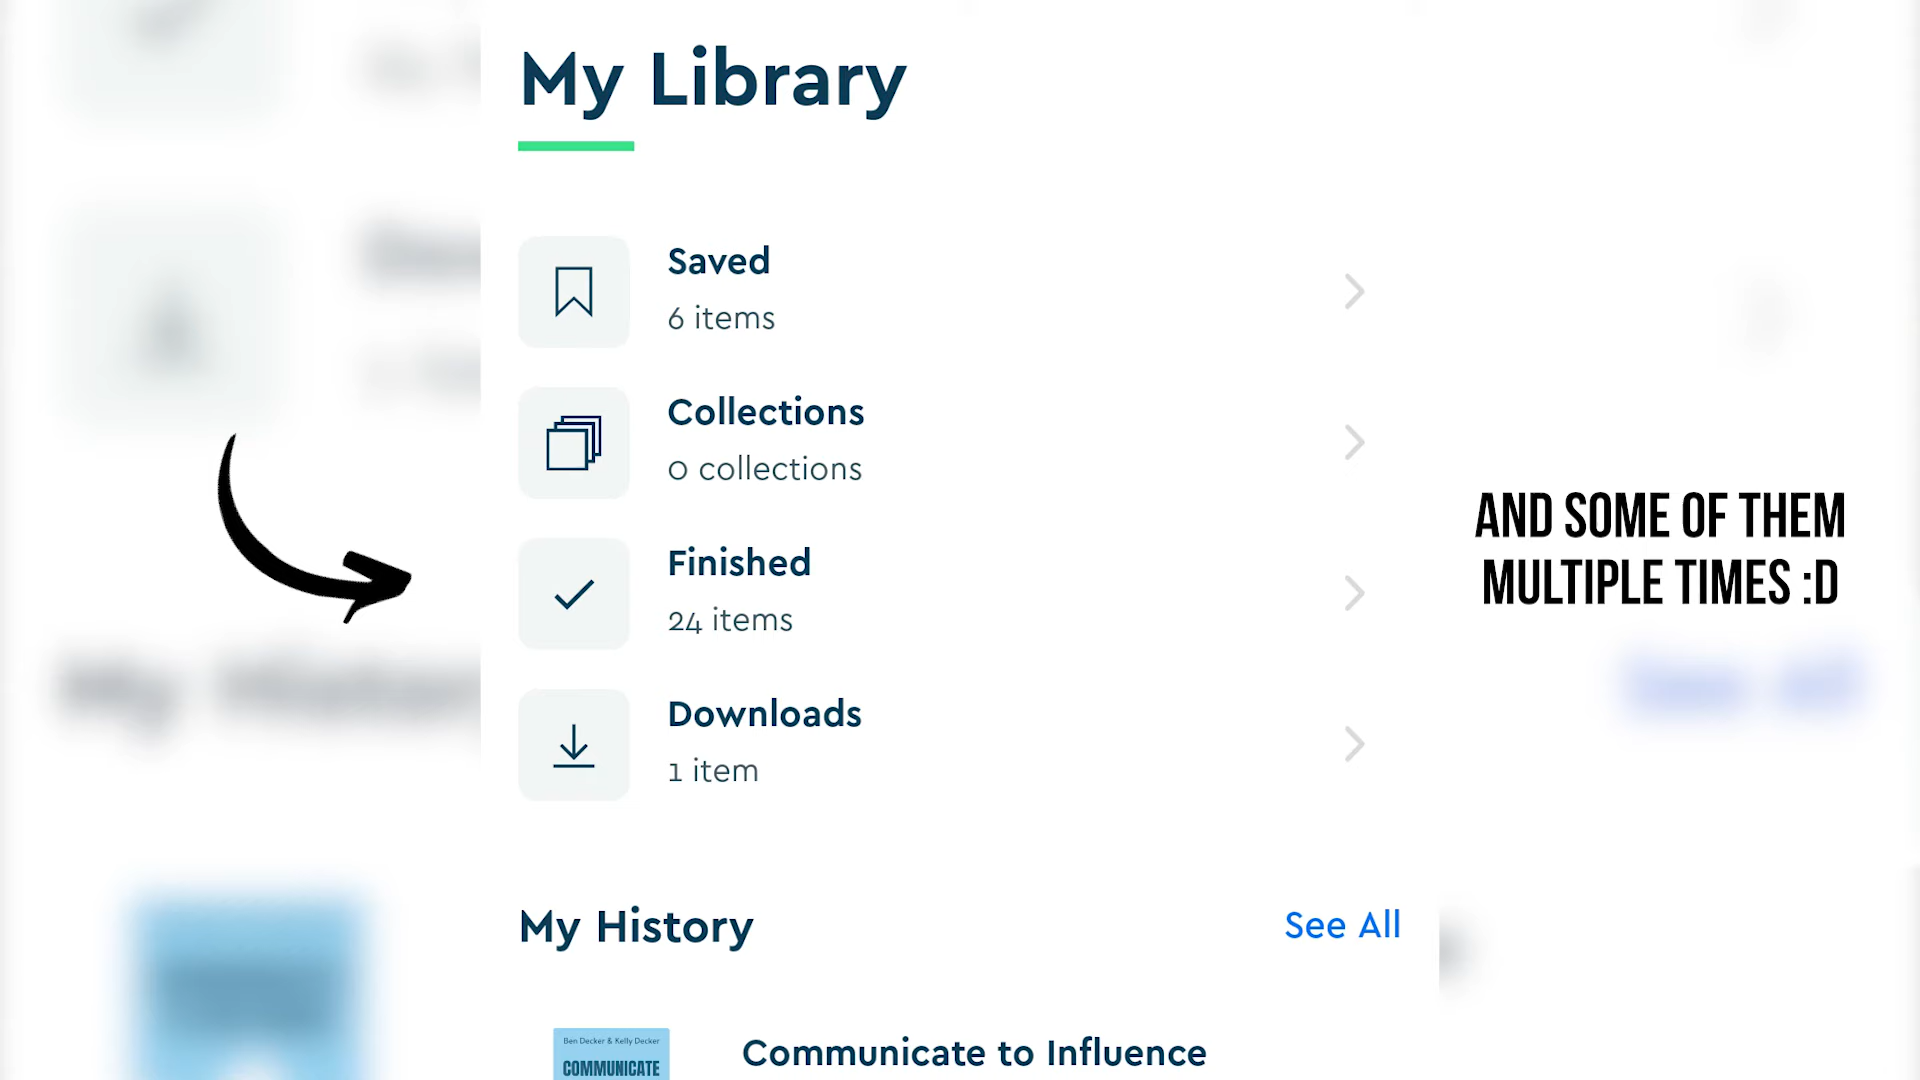 My Library
Saved
6 items
Collections
0 collections
Finished
24 items
Downloads
1 item
AND SOME OF THEM
MULTIPLE TIMES :D
My History
See All
Ben Decker & Kelly Decker
COMMUNICATE
Communicate to Influence